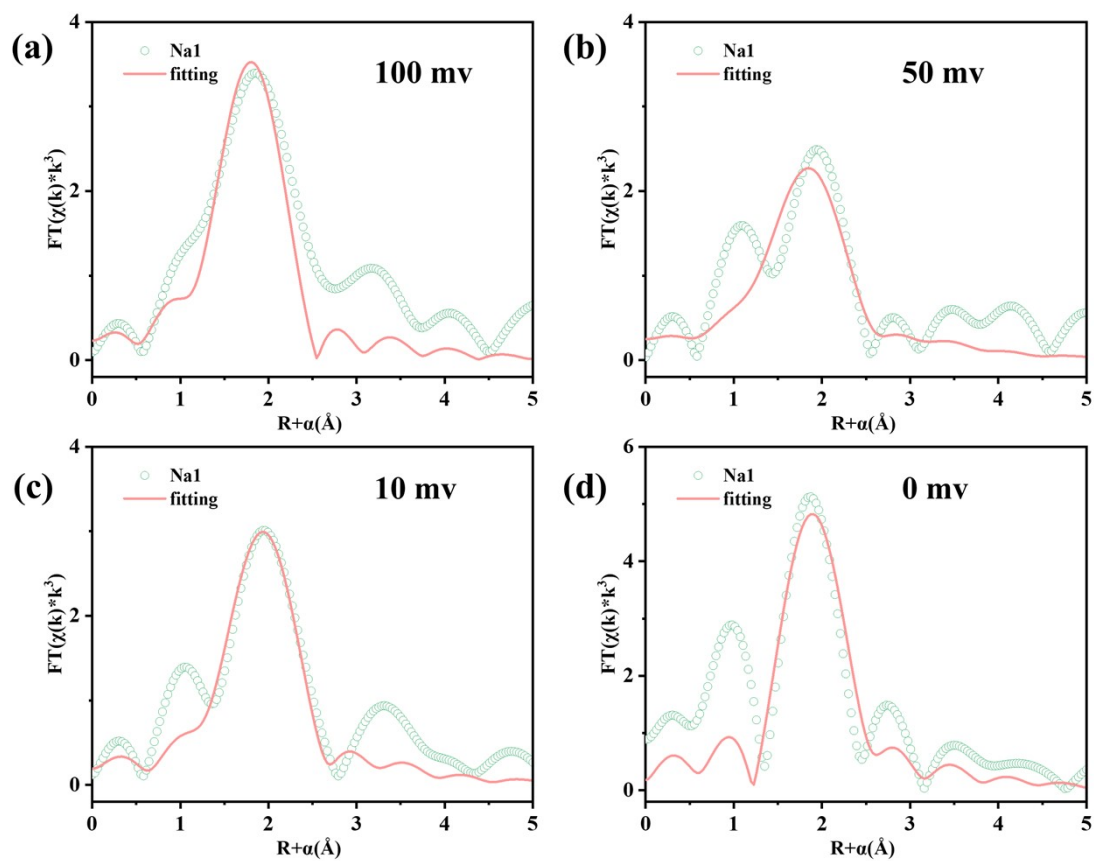 (a)
Na1
fitting
100 mv
FT(χ(k)*k³)
4
2
0
0 1 2 3 4 5
R+α(Å)
(b)
Na1
fitting
50 mv
FT(χ(k)*k³)
4
2
0
0 1 2 3 4 5
R+α(Å)
(c)
Na1
fitting
10 mv
FT(χ(k)*k³)
4
2
0
0 1 2 3 4 5
R+α(Å)
(d)
Na1
fitting
0 mv
FT(χ(k)*k³)
6
4
2
0
0 1 2 3 4 5
R+α(Å)